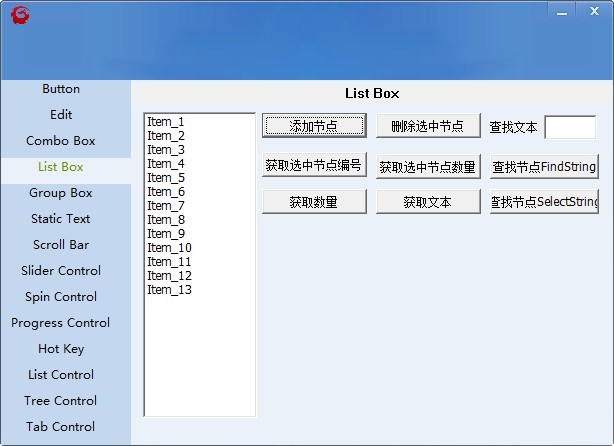 Button
Edit
Combo Box
List Box
Group Box
Static Text
Scroll Bar
Slider Control
Spin Control
Progress Control
Hot Key
List Control
Tree Control
Tab Control
List Box
Item_1
Item_2
Item_3
Item_4
Item_5
Item_6
Item_7
Item_8
Item_9
Item_10
Item_11
Item_12
Item_13
添加节点
删除选中节点
查找文本
获取选中节点编号
获取选中节点数量
查找节点FindString
获取数量
获取文本
查找节点SelectString